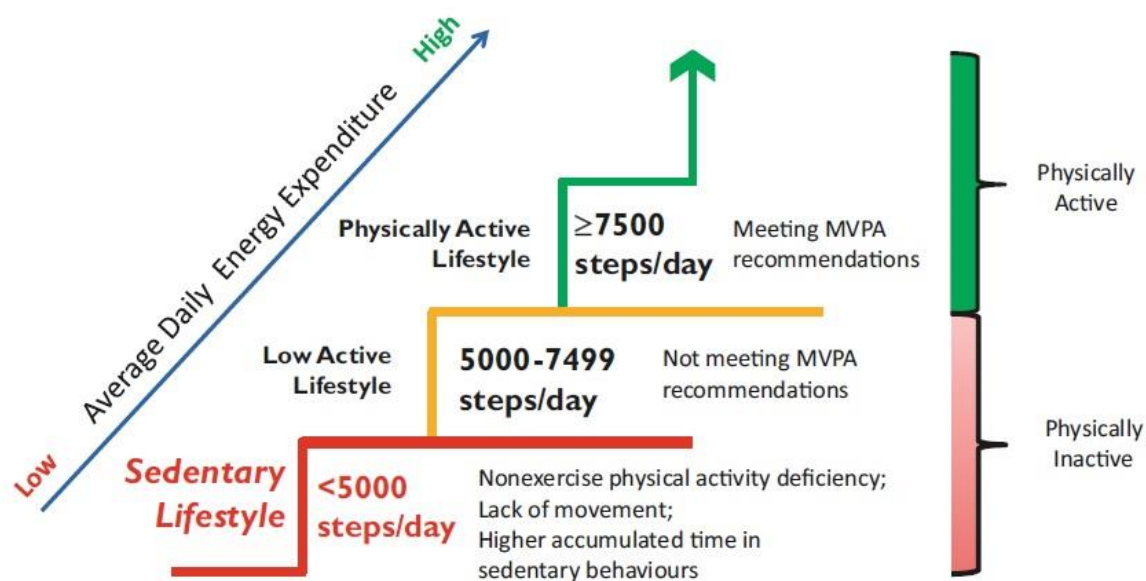 High
Average Daily Energy Expenditure
Low
Physically Active
Lifestyle
≥7500
steps/day
Meeting MVPA
recommendations
Low Active
Lifestyle
5000-7499
steps/day
Not meeting MVPA
recommendations
Sedentary
Lifestyle
<5000
steps/day
Nonexercise physical activity deficiency;
Lack of movement;
Higher accumulated time in
sedentary behaviours
Physically
Active
Physically
Inactive